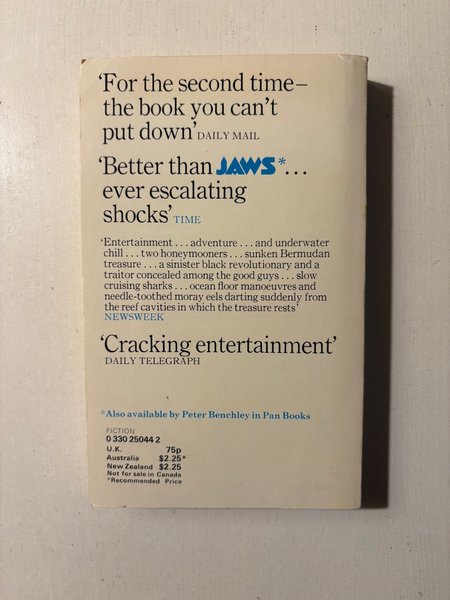 ‘For the second time–
the book you can’t
put down’ DAILY MAIL
‘Better than JAWS*...
ever escalating
shocks’ TIME
‘Entertainment . . . adventure . . . and underwater
chill . . . two honeymooners . . . sunken Bermudan
treasure . . . a sinister black revolutionary and a
traitor concealed among the good guys . . . slow
cruising sharks . . . ocean floor manoeuvres and
needle-toothed moray eels darting suddenly from
the reef cavities in which the treasure rests’
NEWSWEEK
‘Cracking entertainment’
DAILY TELEGRAPH
*Also available by Peter Benchley in Pan Books
FICTION
0 330 25044 2
U.K. 75p
Australia $2.25*
New Zealand $2.25
Not for sale in Canada
*Recommended Price